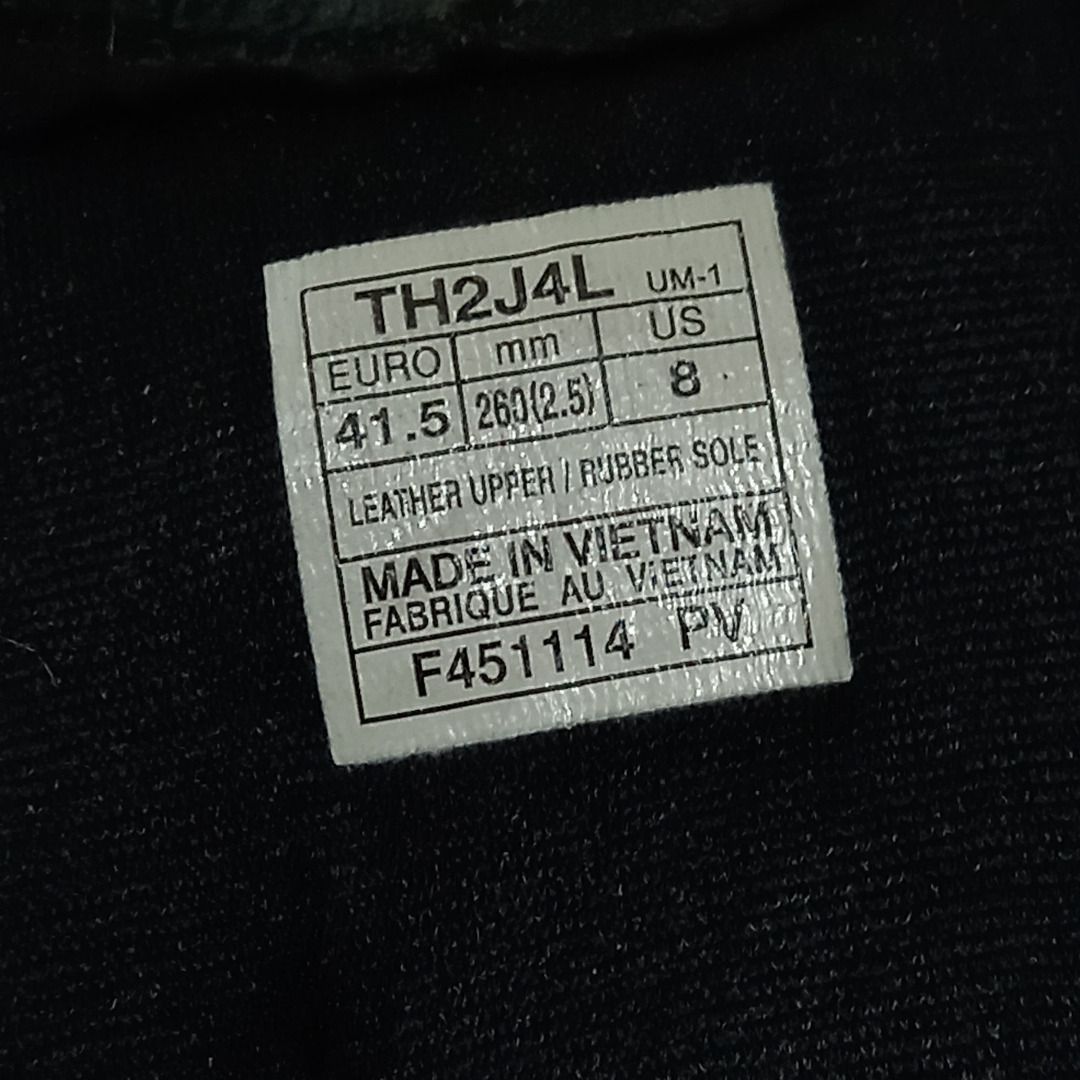 TH2J4L UM-1
EURO mm US
41.5 260(2.5) 8
LEATHER UPPER / RUBBER SOLE
MADE IN VIETNAM
FABRIQUE AU VIETNAM
F451114 PV